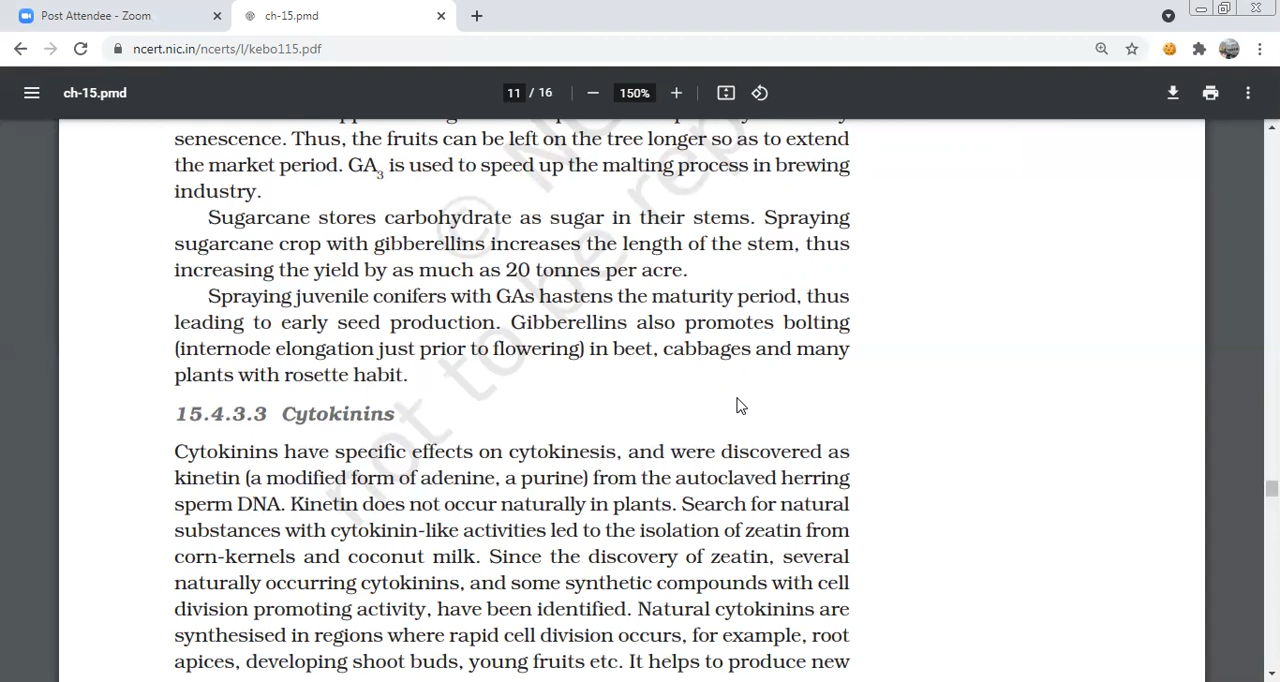 Post Attendee - Zoom
ch-15.pmd
ncert.nic.in/ncerts/l/kebo115.pdf
ch-15.pmd
11 / 16
150%
senescence. Thus, the fruits can be left on the tree longer so as to extend
the market period. GA3 is used to speed up the malting process in brewing
industry.
Sugarcane stores carbohydrate as sugar in their stems. Spraying
sugarcane crop with gibberellins increases the length of the stem, thus
increasing the yield by as much as 20 tonnes per acre.
Spraying juvenile conifers with GAs hastens the maturity period, thus
leading to early seed production. Gibberellins also promotes bolting
(internode elongation just prior to flowering) in beet, cabbages and many
plants with rosette habit.
15.4.3.3 Cytokinins
Cytokinins have specific effects on cytokinesis, and were discovered as
kinetin (a modified form of adenine, a purine) from the autoclaved herring
sperm DNA. Kinetin does not occur naturally in plants. Search for natural
substances with cytokinin-like activities led to the isolation of zeatin from
corn-kernels and coconut milk. Since the discovery of zeatin, several
naturally occurring cytokinins, and some synthetic compounds with cell
division promoting activity, have been identified. Natural cytokinins are
synthesised in regions where rapid cell division occurs, for example, root
apices, developing shoot buds, young fruits etc. It helps to produce new
© N
not to be rep